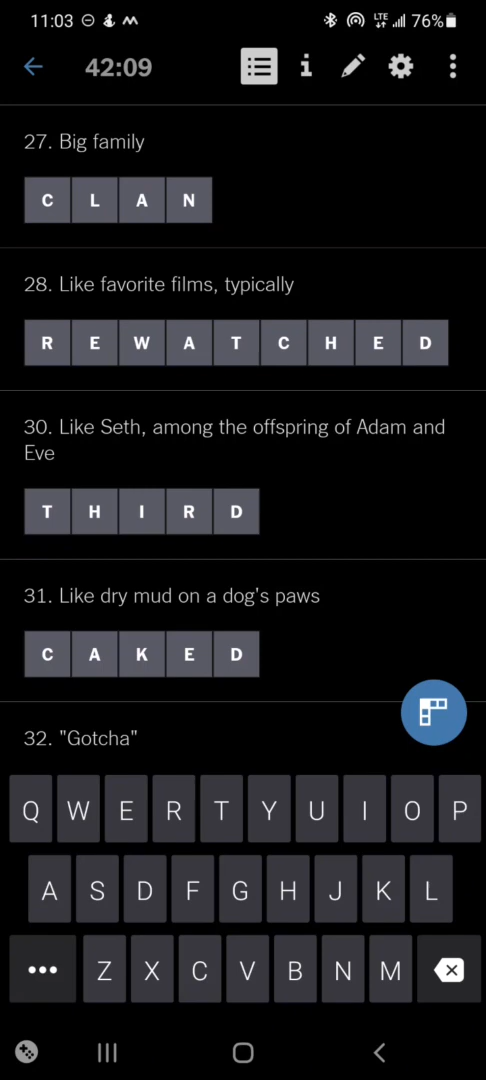 11:03 LTE 76%
42:09
27. Big family
C L A N
28. Like favorite films, typically
R E W A T C H E D
30. Like Seth, among the offspring of Adam and
Eve
T H I R D
31. Like dry mud on a dog's paws
C A K E D
32. "Gotcha"
Q W E R T Y U I O P
A S D F G H J K L
Z X C V B N M